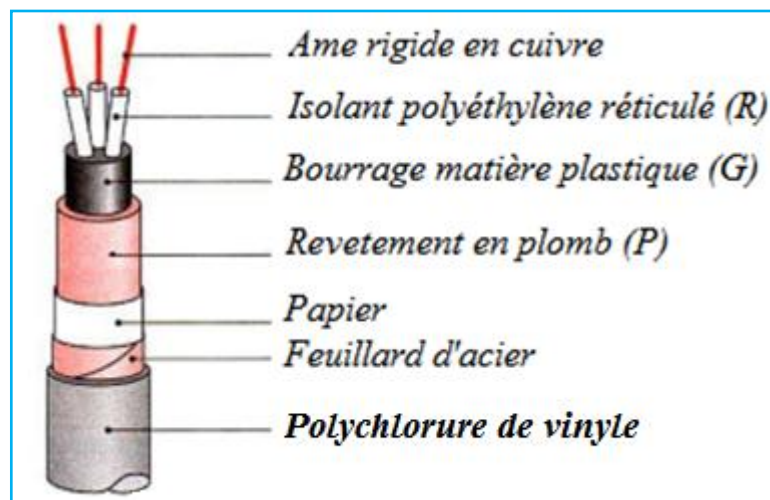 Ame rigide en cuivre
Isolant polyéthylène réticulé (R)
Bourrage matière plastique (G)
Revetement en plomb (P)
Papier
Feuillard d'acier
Polychlorure de vinyle